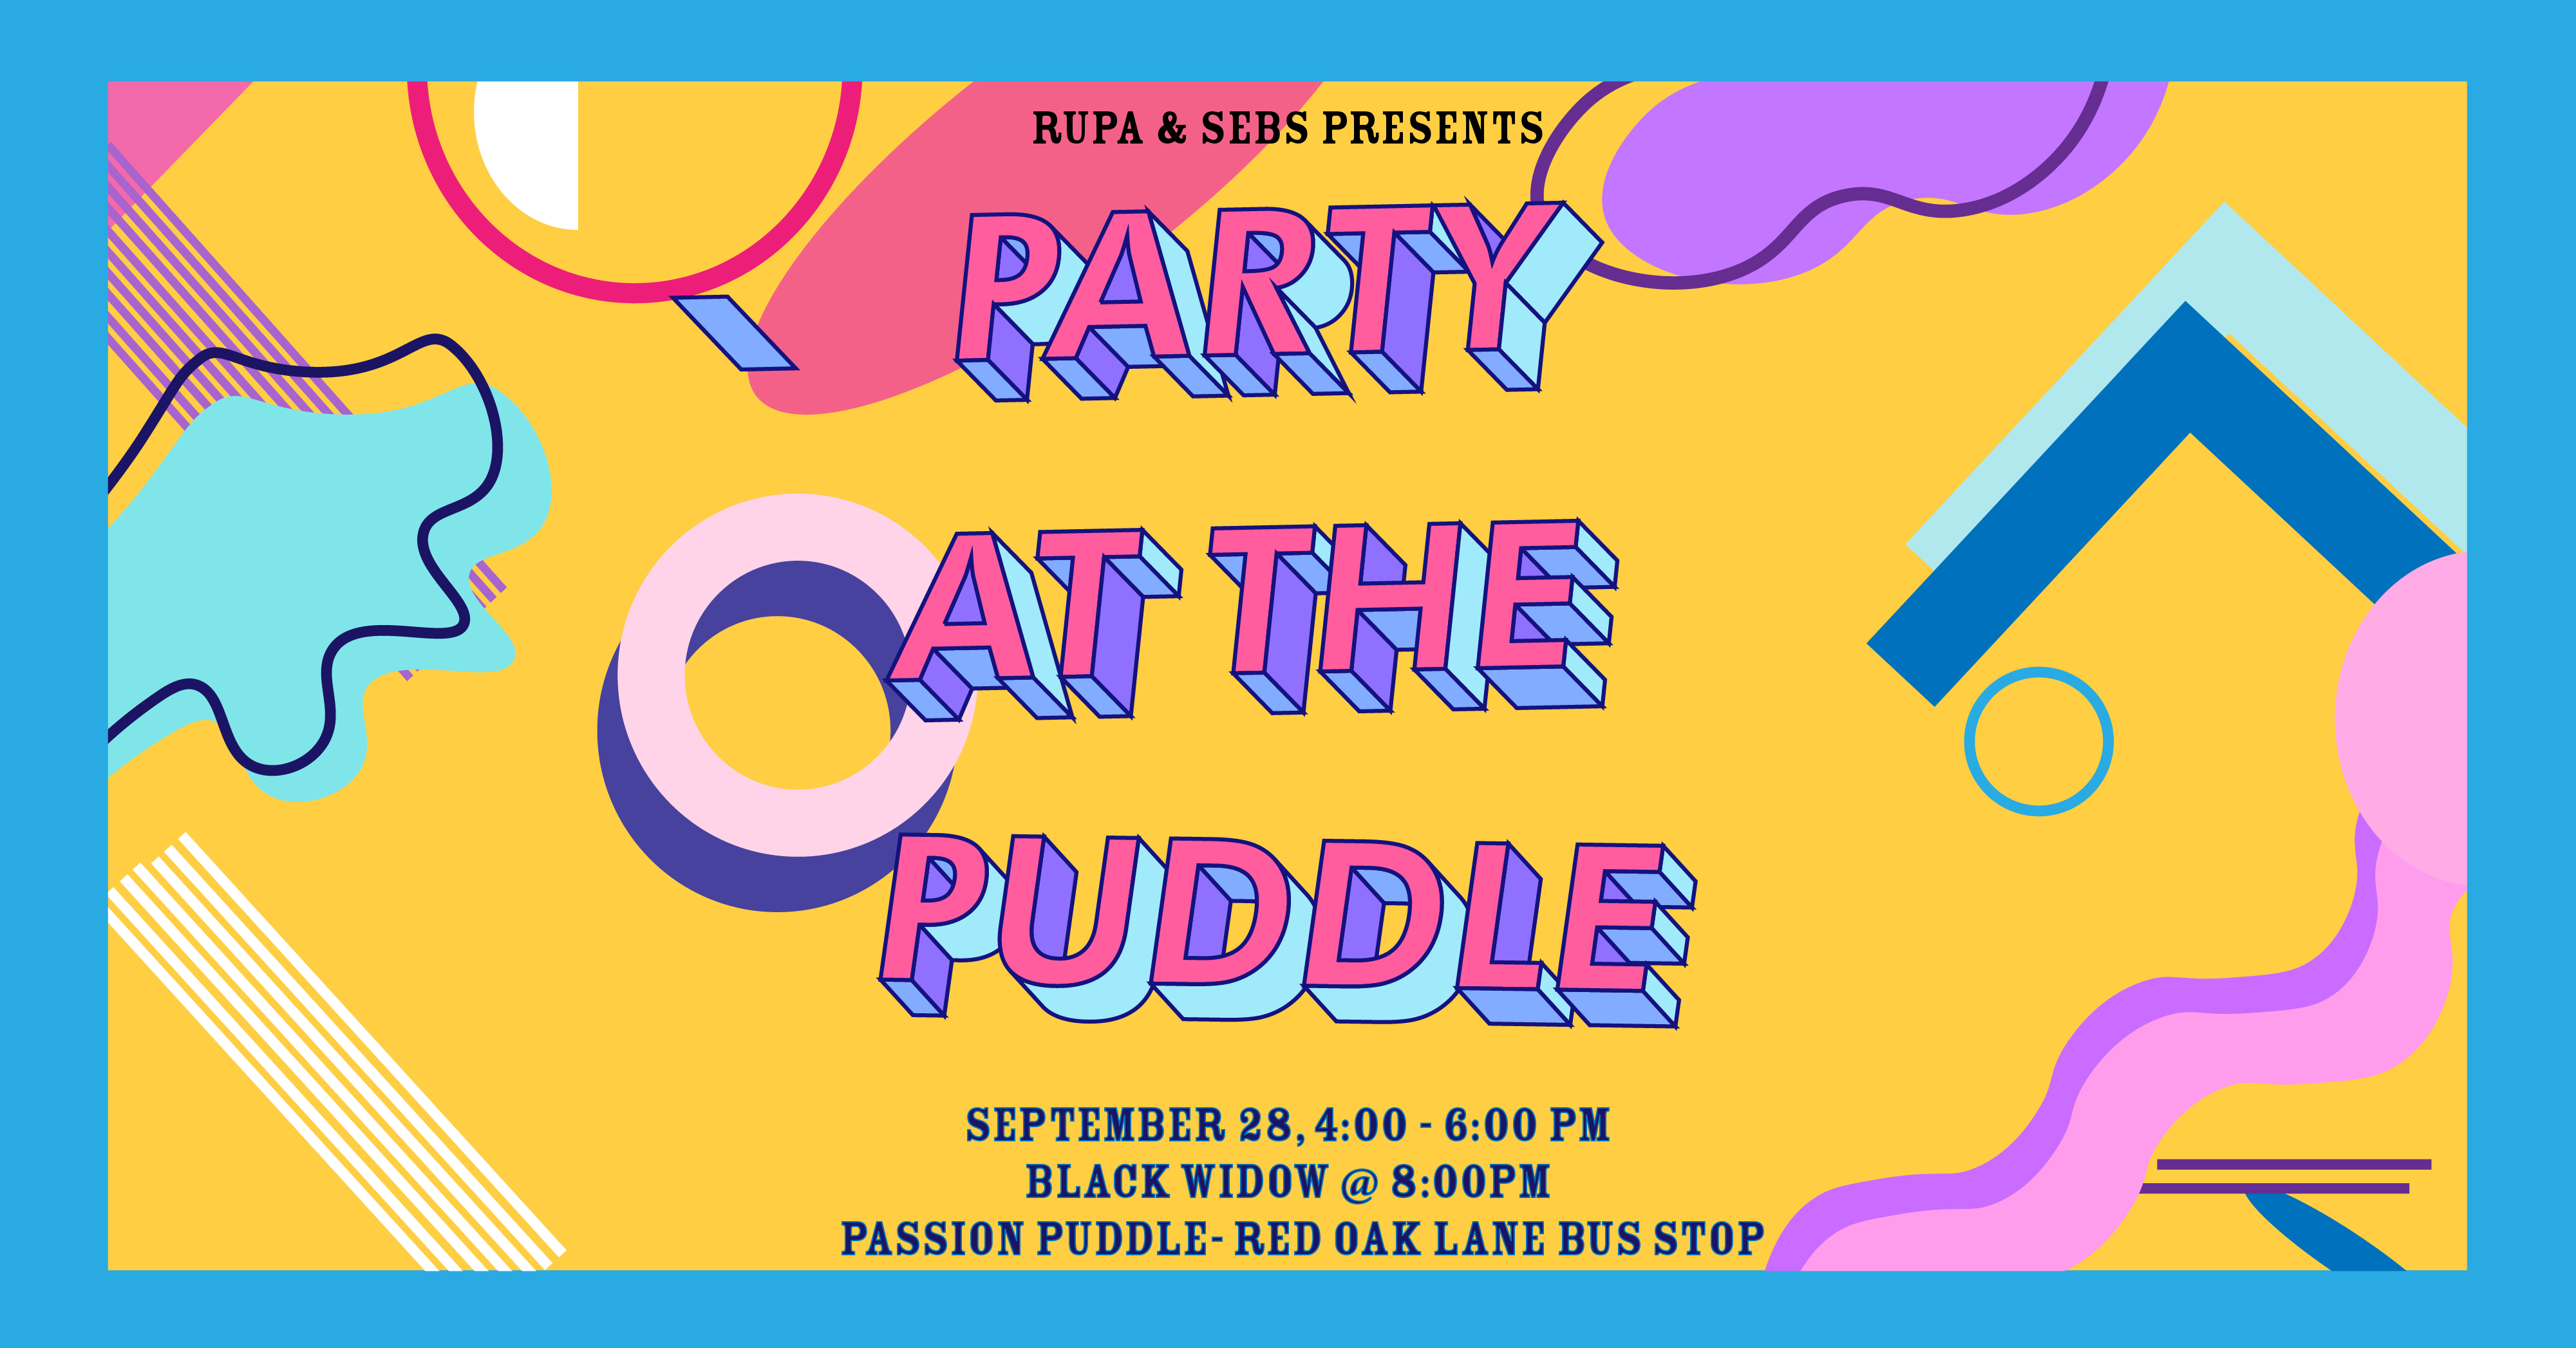 RUPA & SEBS PRESENTS
PARTY
AT THE
PUDDLE
SEPTEMBER 28, 4:00 - 6:00 PM
BLACK WIDOW @ 8:00PM
PASSION PUDDLE- RED OAK LANE BUS STOP